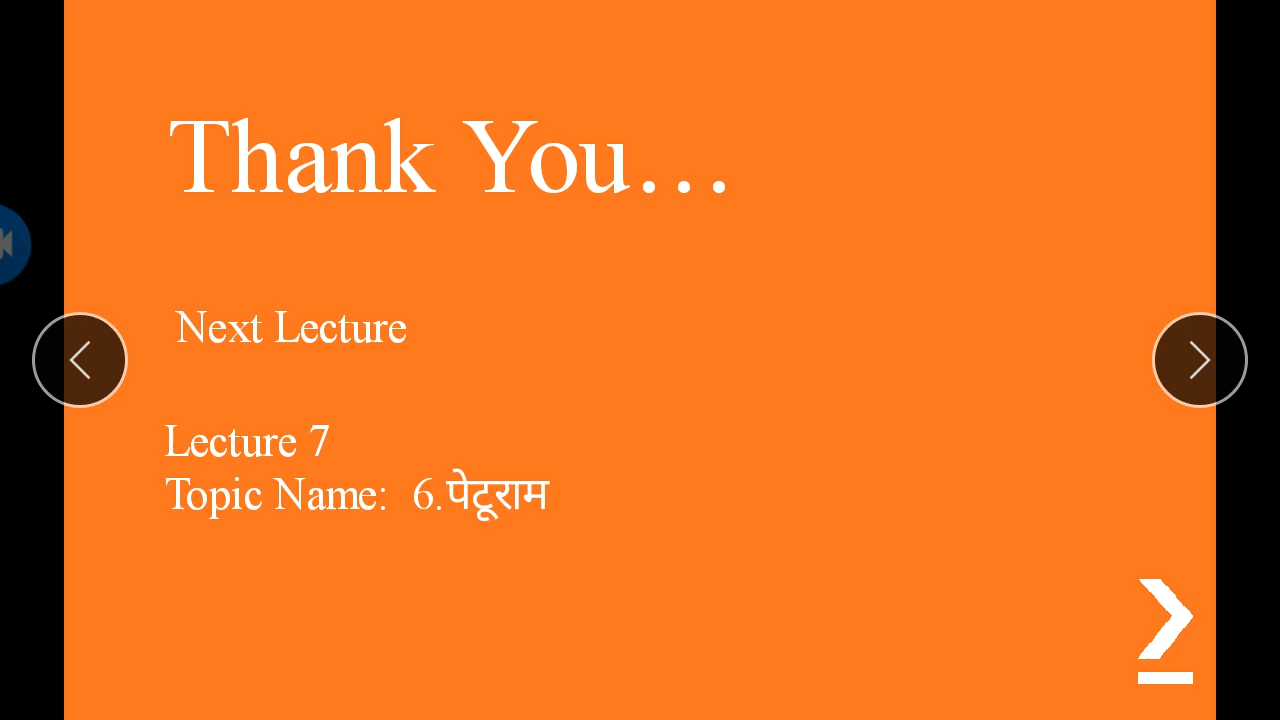 Thank You…
Next Lecture
Lecture 7
Topic Name: 6.पेटूराम